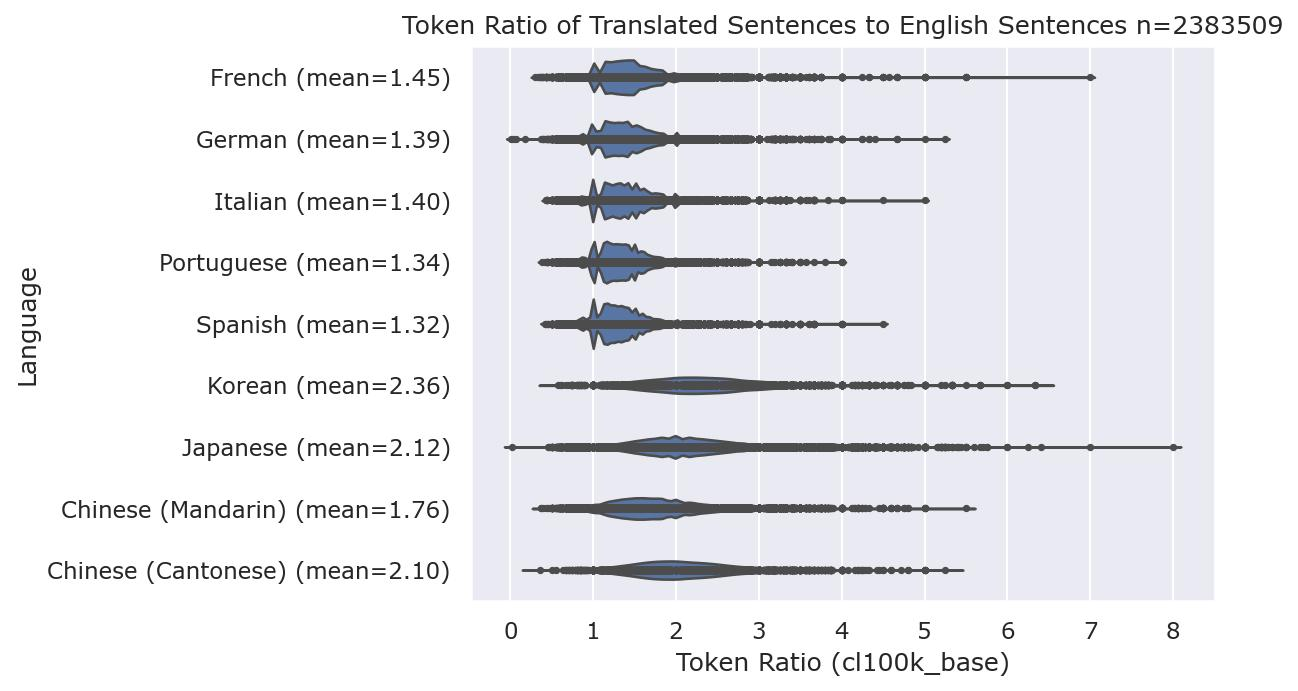 Token Ratio of Translated Sentences to English Sentences n=2383509
Language
French (mean=1.45)
German (mean=1.39)
Italian (mean=1.40)
Portuguese (mean=1.34)
Spanish (mean=1.32)
Korean (mean=2.36)
Japanese (mean=2.12)
Chinese (Mandarin) (mean=1.76)
Chinese (Cantonese) (mean=2.10)
0 1 2 3 4 5 6 7 8
Token Ratio (cl100k_base)